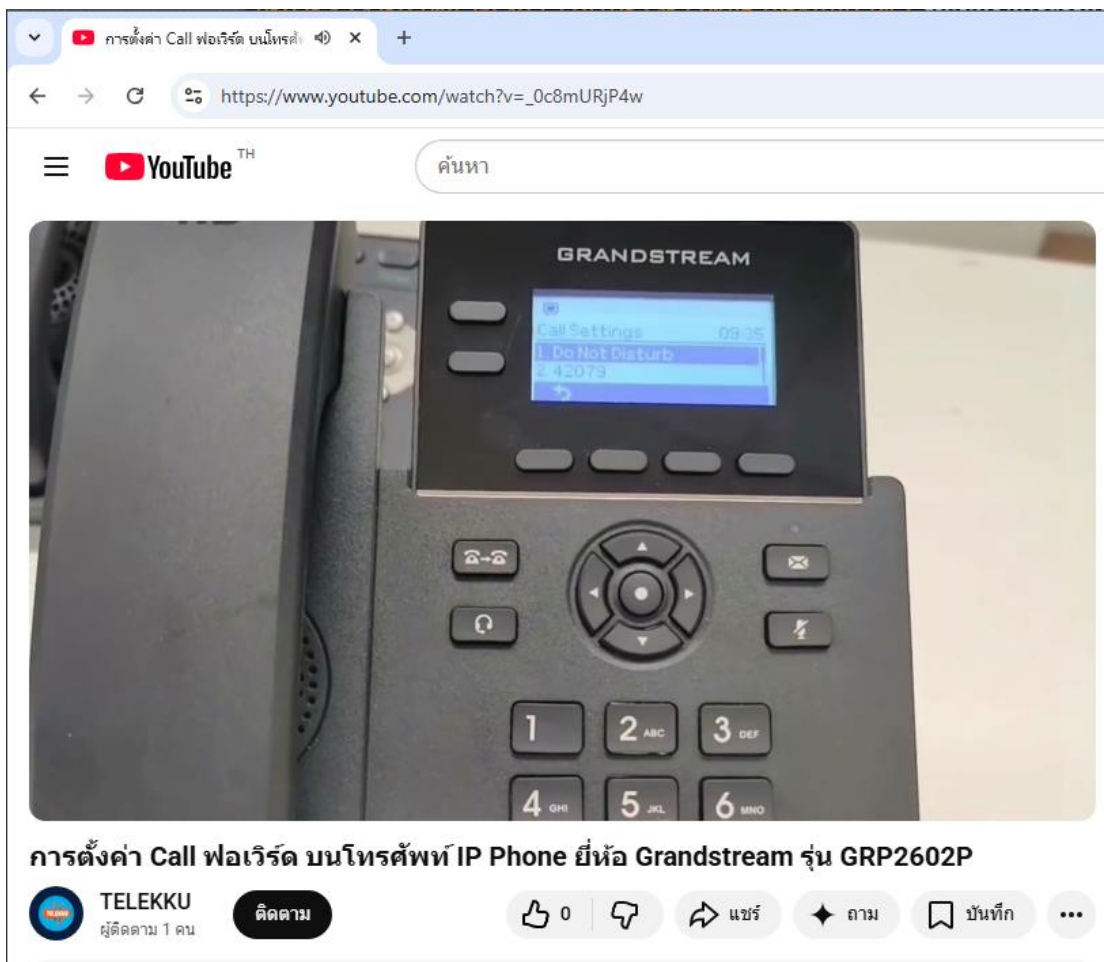 การตั้งค่า Call ฟอเวิร์ด บนโทรศั
https://www.youtube.com/watch?v=_0c8mURjP4w
YouTube TH
ค้นหา
GRANDSTREAM
Call Settings 09:35
1. Do Not Disturb
2. 42079
1
2 ABC
3 DEF
4 GHI
5 JKL
6 MNO
การตั้งค่า Call ฟอเวิร์ด บนโทรศัพท์ IP Phone ยี่ห้อ Grandstream รุ่น GRP2602P
TELEKKU
ผู้ติดตาม 1 คน
ติดตาม
0
แชร์
ถาม
บันทึก